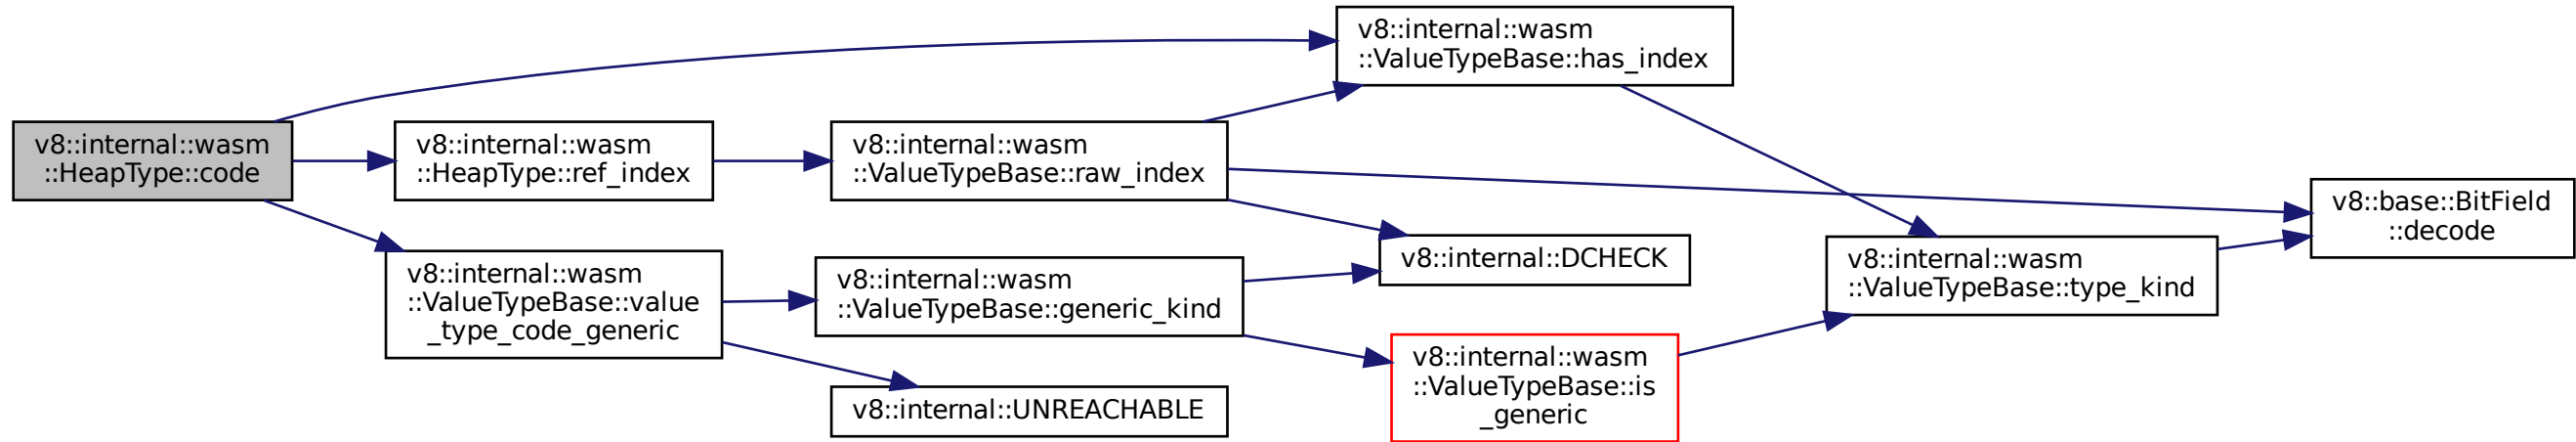 v8::internal::wasm
::HeapType::code
v8::internal::wasm
::HeapType::ref_index
v8::internal::wasm
::ValueTypeBase::value
_type_code_generic
v8::internal::wasm
::ValueTypeBase::raw_index
v8::internal::wasm
::ValueTypeBase::generic_kind
v8::internal::UNREACHABLE
v8::internal::wasm
::ValueTypeBase::has_index
v8::internal::DCHECK
v8::internal::wasm
::ValueTypeBase::is
_generic
v8::internal::wasm
::ValueTypeBase::type_kind
v8::base::BitField
::decode